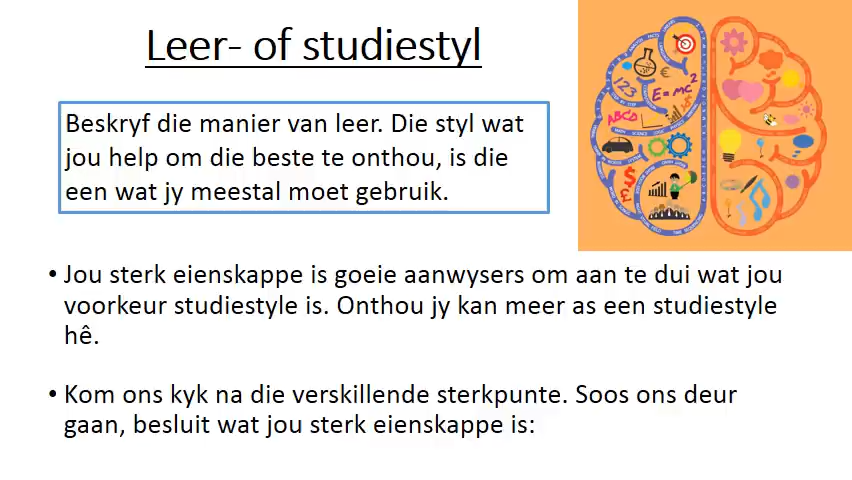 Leer- of studiestyl
Beskryf die manier van leer. Die styl wat
jou help om die beste te onthou, is die
een wat jy meestal moet gebruik.
123
E=mc²
ABCD
• Jou sterk eienskappe is goeie aanwysers om aan te dui wat jou
voorkeur studiestyle is. Onthou jy kan meer as een studiestyle
hê.
• Kom ons kyk na die verskillende sterkpunte. Soos ons deur
gaan, besluit wat jou sterk eienskappe is: